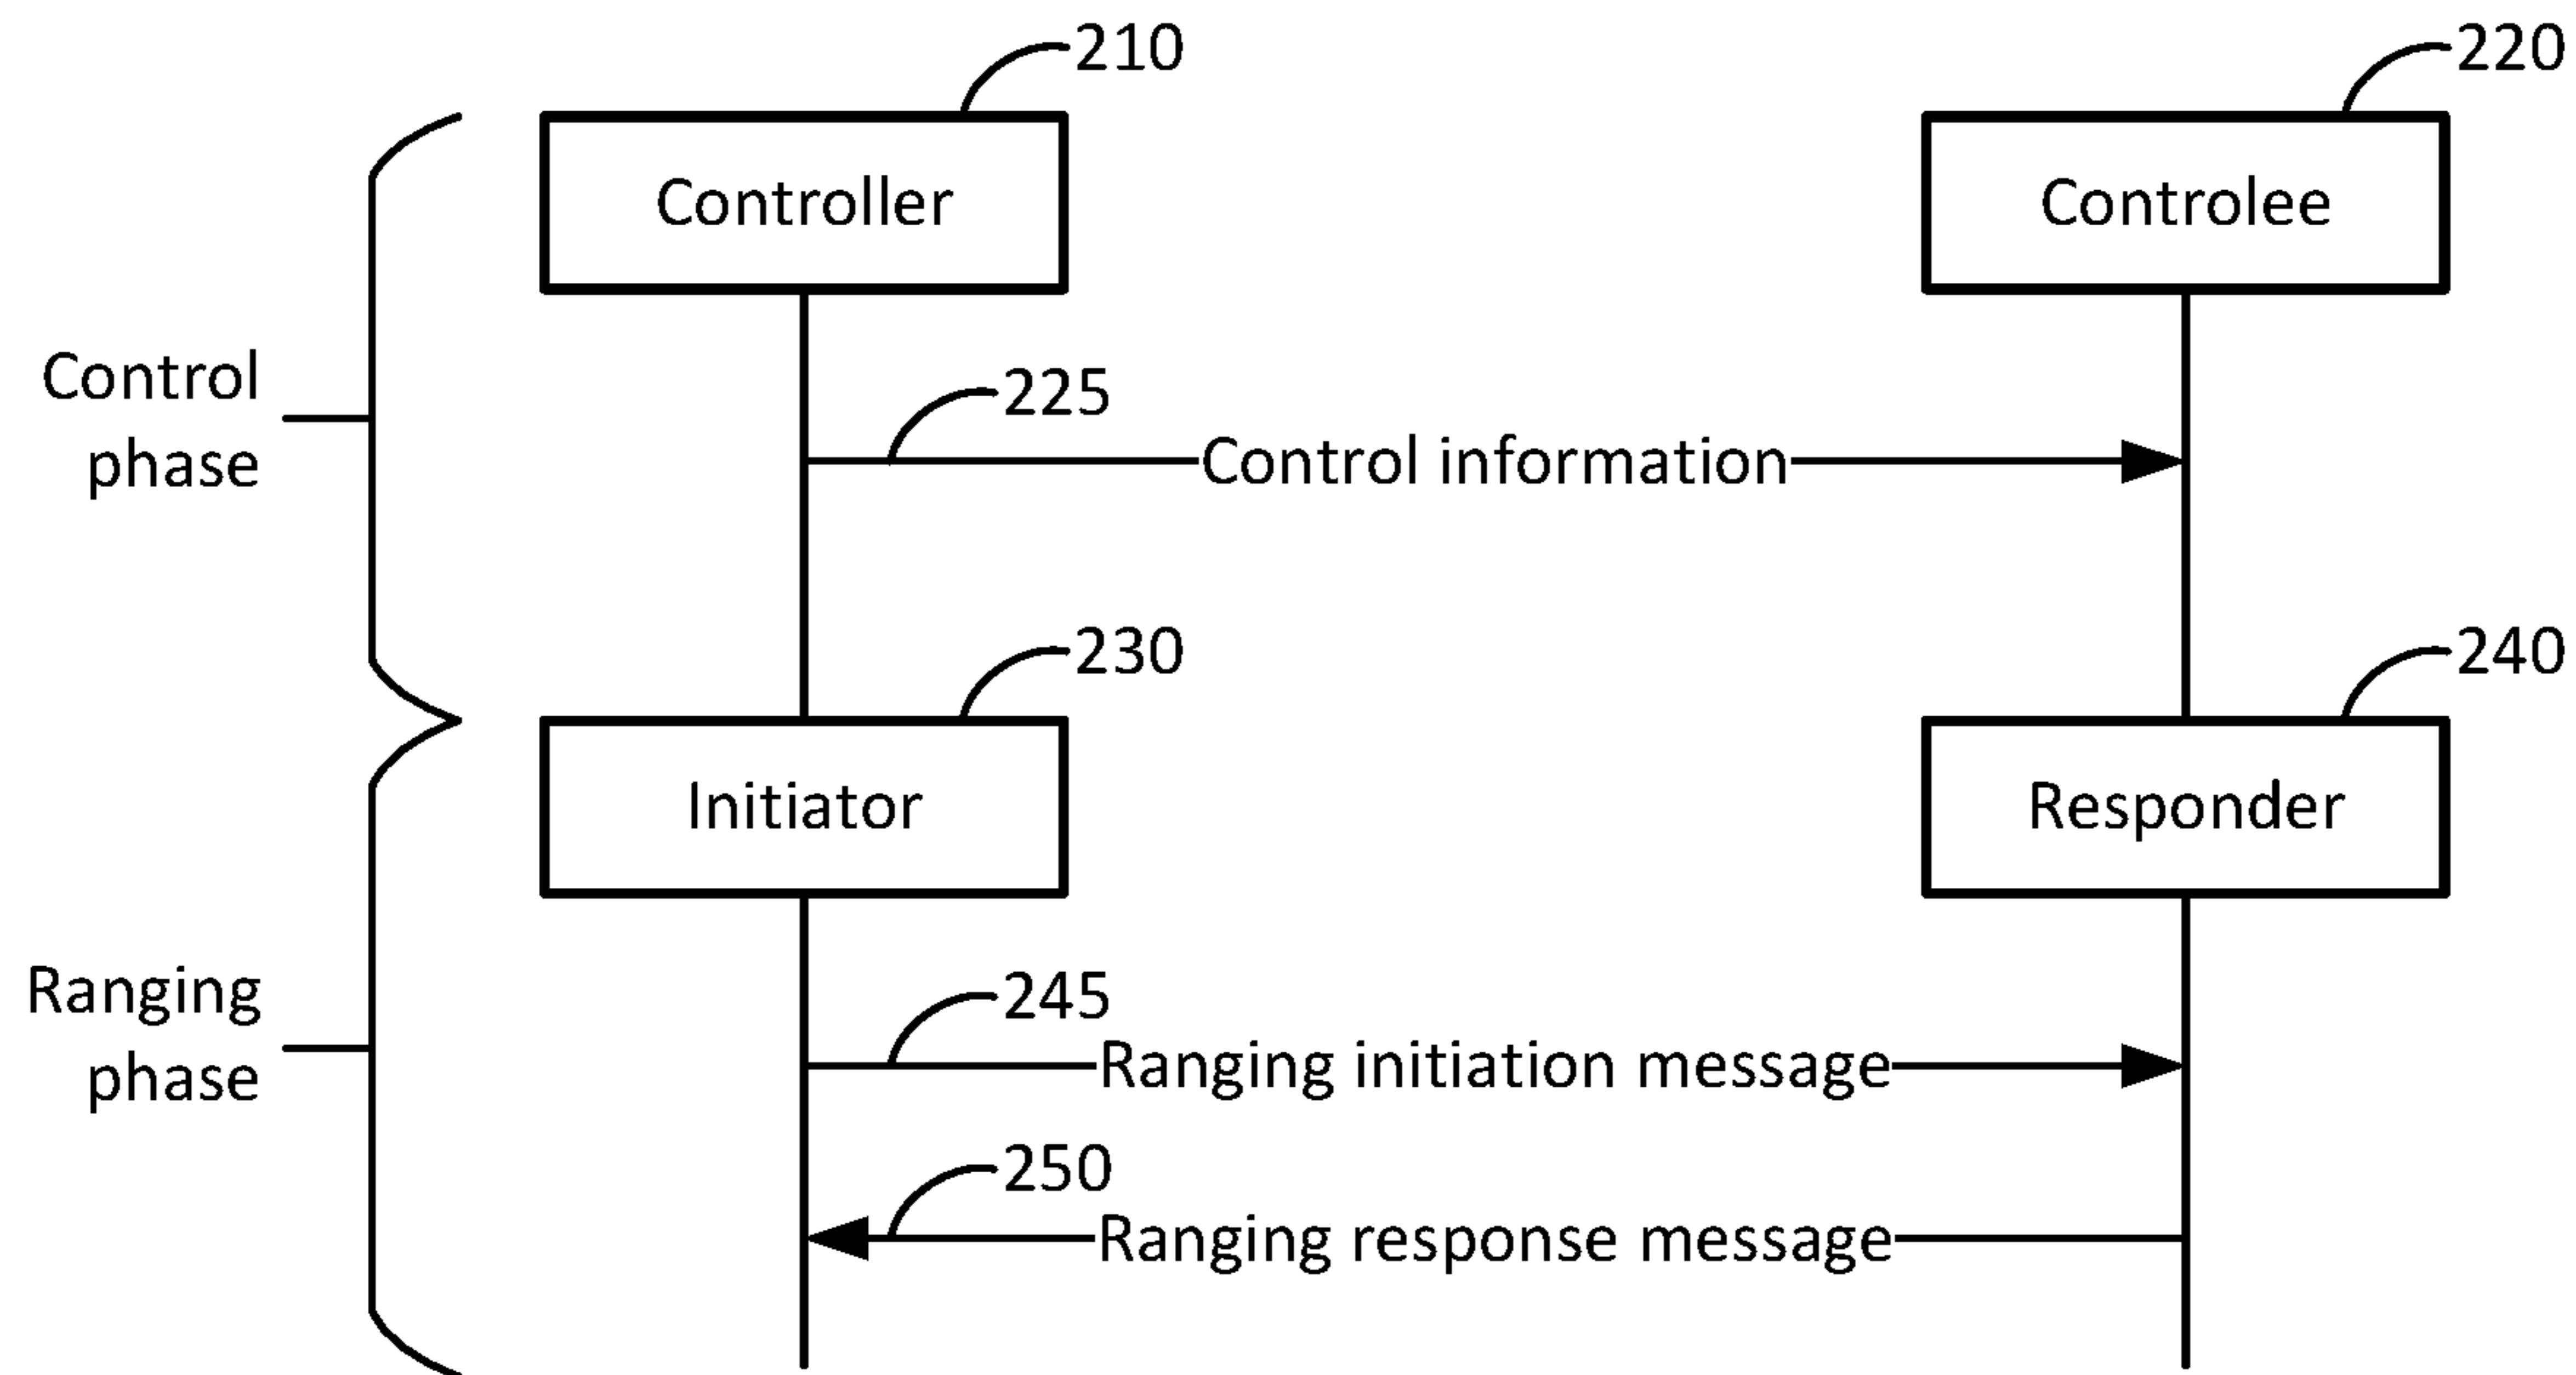 210
220
Controller
Controlee
Control
phase
225
Control information
230
240
Initiator
Responder
Ranging
phase
245
Ranging initiation message
250
Ranging response message